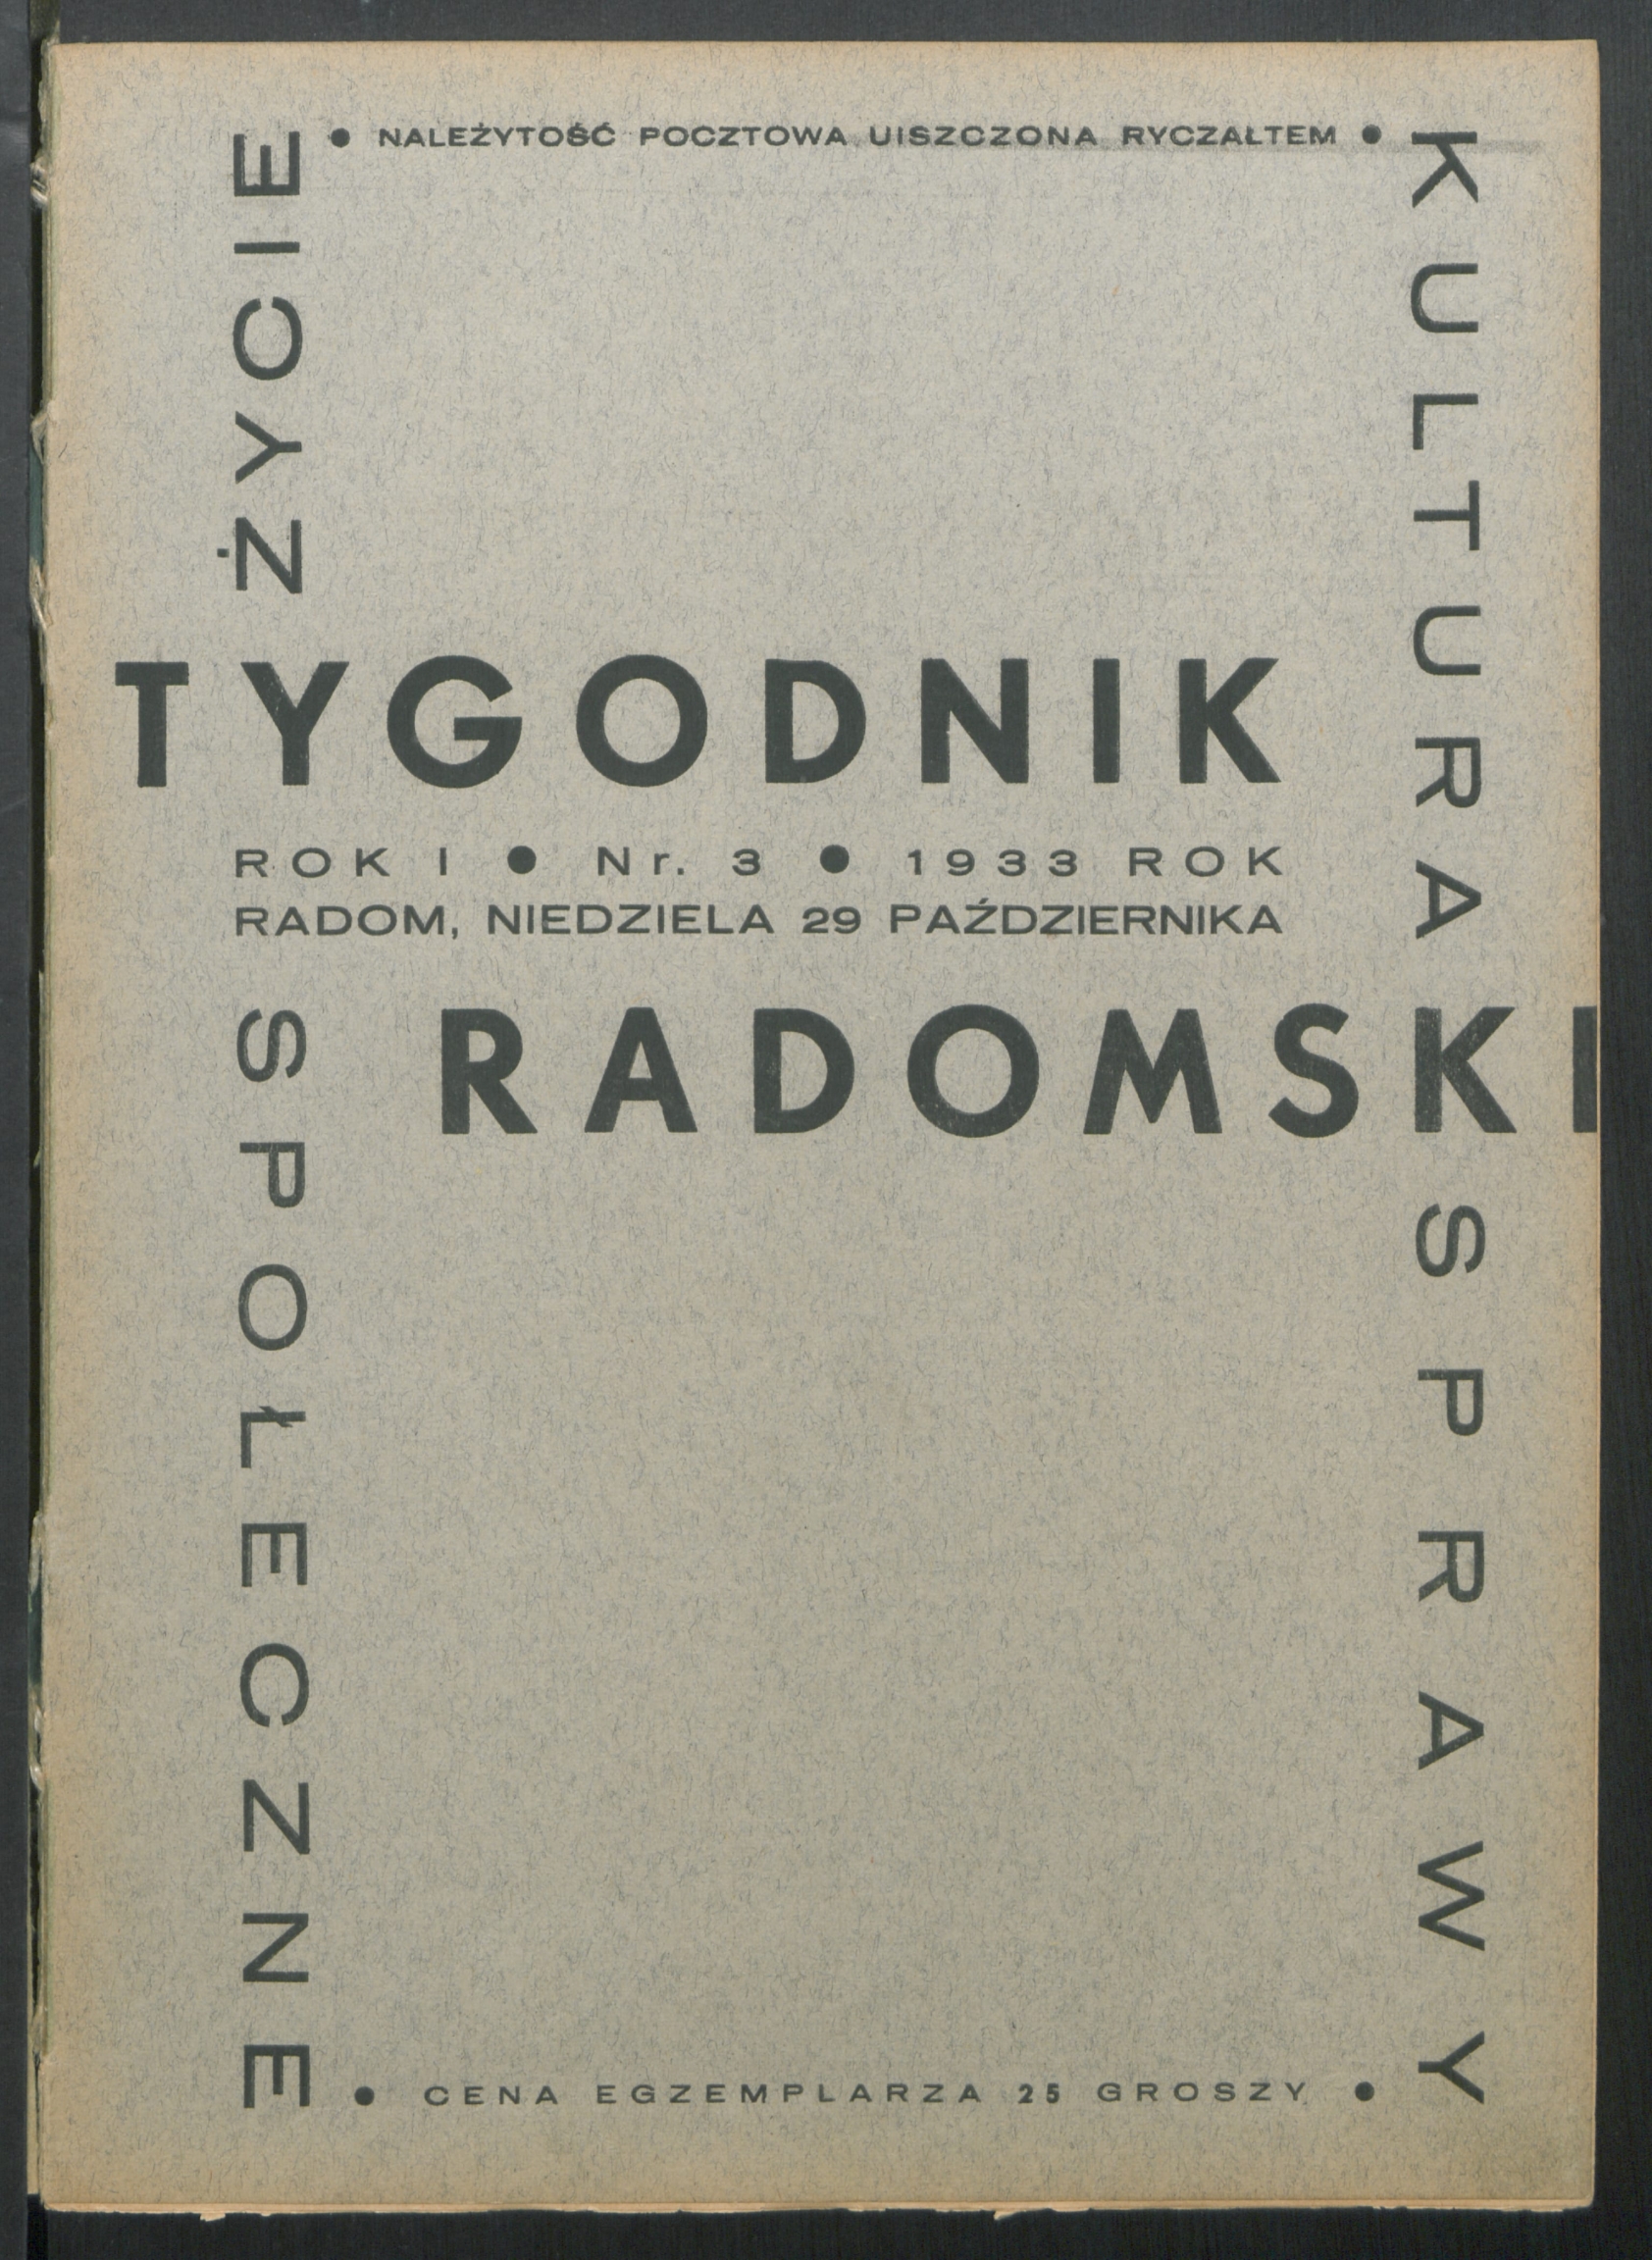 ● NALEŻYTOŚĆ POCZTOWA UISZCZONA RYCZAŁTEM ●
ŻYCIE
KULTURA
TYGODNIK
ROK I ● Nr. 3 ● 1933 ROK
RADOM, NIEDZIELA 29 PAŹDZIERNIKA
RADOMSKI
SPOŁECZNE
SPRAWY
● CENA EGZEMPLARZA 25 GROSZY ●